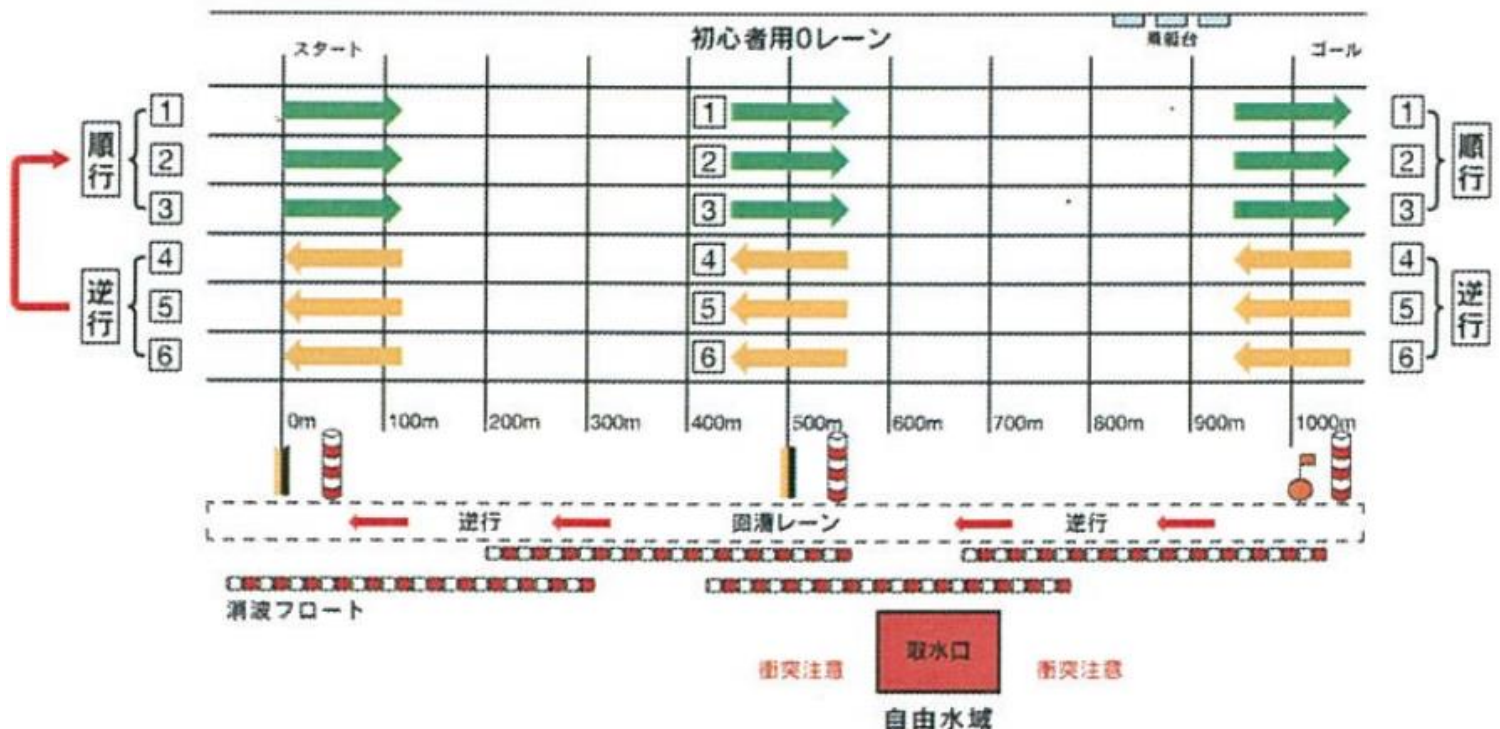 初心者用0レーン
乗艇台
スタート
ゴール
順行
1
2
3
逆行
4
5
6
1
2
3
4
5
6
1
2
3
順行
4
5
6
逆行
0m
100m
200m
300m
400m
500m
600m
700m
800m
900m
1000m
逆行
回漕レーン
逆行
消波フロート
取水口
衝突注意
衝突注意
自由水域